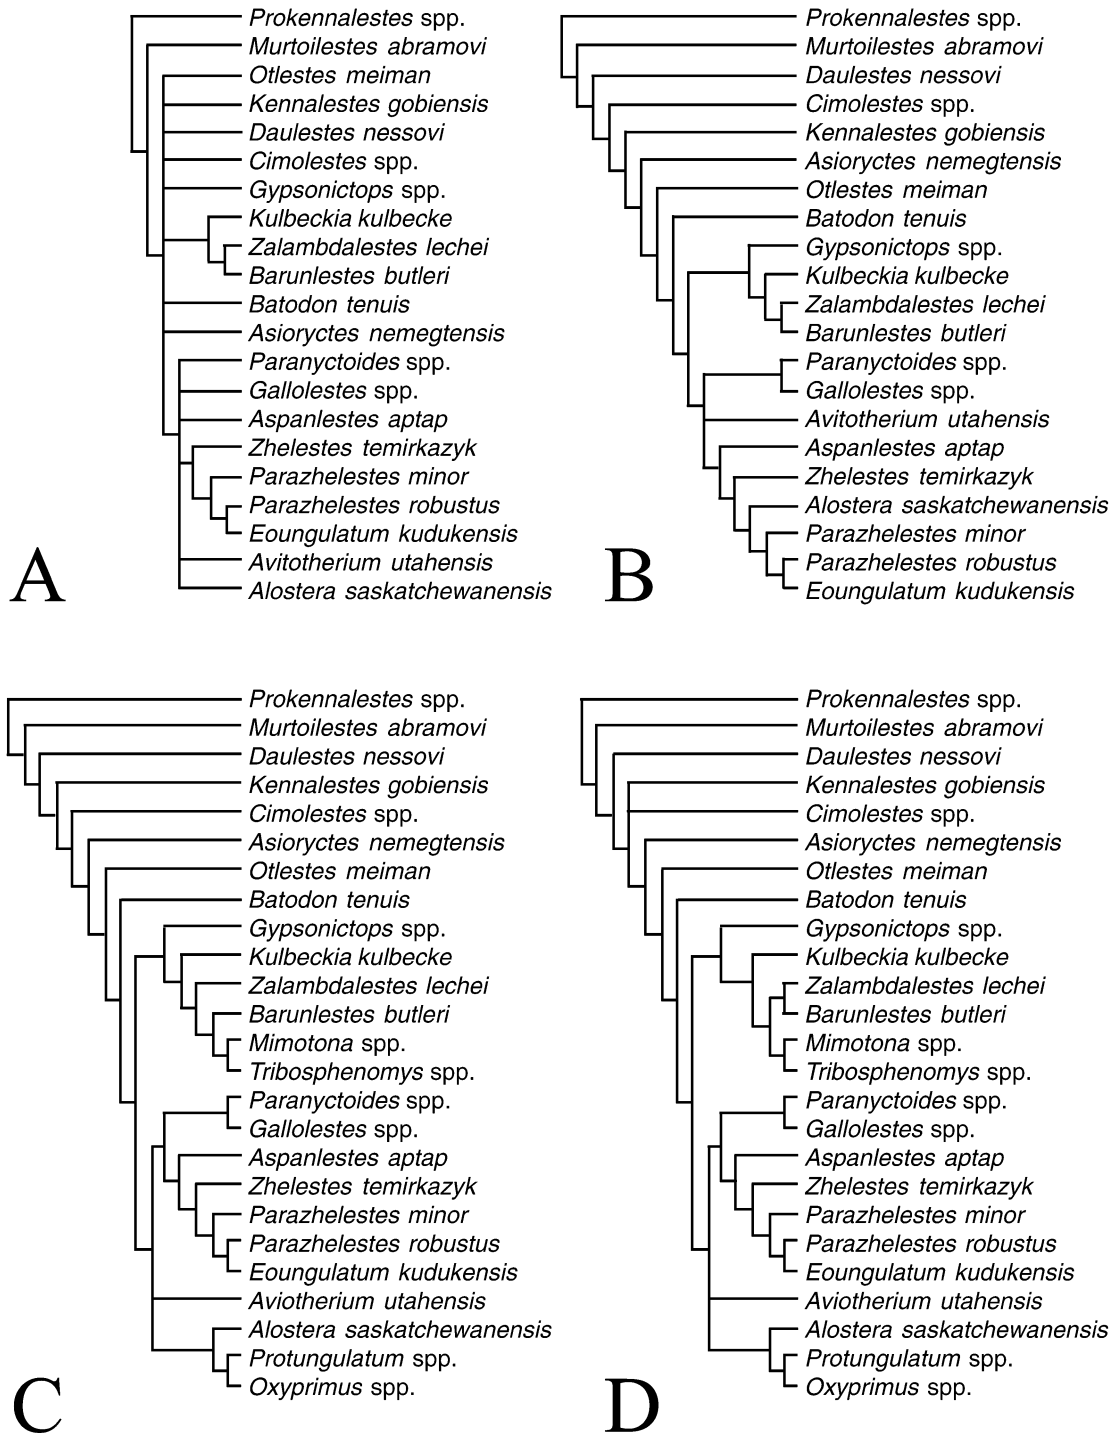 Prokennalestes spp.
Murtoilestes abramovi
Otlestes meiman
Kennalestes gobiensis
Daulestes nessovi
Cimolestes spp.
Gypsonictops spp.
Kulbeckia kulbecke
Zalambdalestes lechei
Barunlestes butleri
Batodon tenuis
Asioryctes nemegtensis
Paranyctoides spp.
Gallolestes spp.
Aspanlestes aptap
Zhelestes temirkazyk
Parazhelestes minor
Parazhelestes robustus
Eoungulatum kudukensis
Avitotherium utahensis
Alostera saskatchewanensis
A
Prokennalestes spp.
Murtoilestes abramovi
Daulestes nessovi
Cimolestes spp.
Kennalestes gobiensis
Asioryctes nemegtensis
Otlestes meiman
Batodon tenuis
Gypsonictops spp.
Kulbeckia kulbecke
Zalambdalestes lechei
Barunlestes butleri
Paranyctoides spp.
Gallolestes spp.
Avitotherium utahensis
Aspanlestes aptap
Zhelestes temirkazyk
Alostera saskatchewanensis
Parazhelestes minor
Parazhelestes robustus
Eoungulatum kudukensis
B
Prokennalestes spp.
Murtoilestes abramovi
Daulestes nessovi
Kennalestes gobiensis
Cimolestes spp.
Asioryctes nemegtensis
Otlestes meiman
Batodon tenuis
Gypsonictops spp.
Kulbeckia kulbecke
Zalambdalestes lechei
Barunlestes butleri
Mimotona spp.
Tribosphenomys spp.
Paranyctoides spp.
Gallolestes spp.
Aspanlestes aptap
Zhelestes temirkazyk
Parazhelestes minor
Parazhelestes robustus
Eoungulatum kudukensis
Aviotherium utahensis
Alostera saskatchewanensis
Protungulatum spp.
Oxyprimus spp.
C
Prokennalestes spp.
Murtoilestes abramovi
Daulestes nessovi
Kennalestes gobiensis
Cimolestes spp.
Asioryctes nemegtensis
Otlestes meiman
Batodon tenuis
Gypsonictops spp.
Kulbeckia kulbecke
Zalambdalestes lechei
Barunlestes butleri
Mimotona spp.
Tribosphenomys spp.
Paranyctoides spp.
Gallolestes spp.
Aspanlestes aptap
Zhelestes temirkazyk
Parazhelestes minor
Parazhelestes robustus
Eoungulatum kudukensis
Aviotherium utahensis
Alostera saskatchewanensis
Protungulatum spp.
Oxyprimus spp.
D